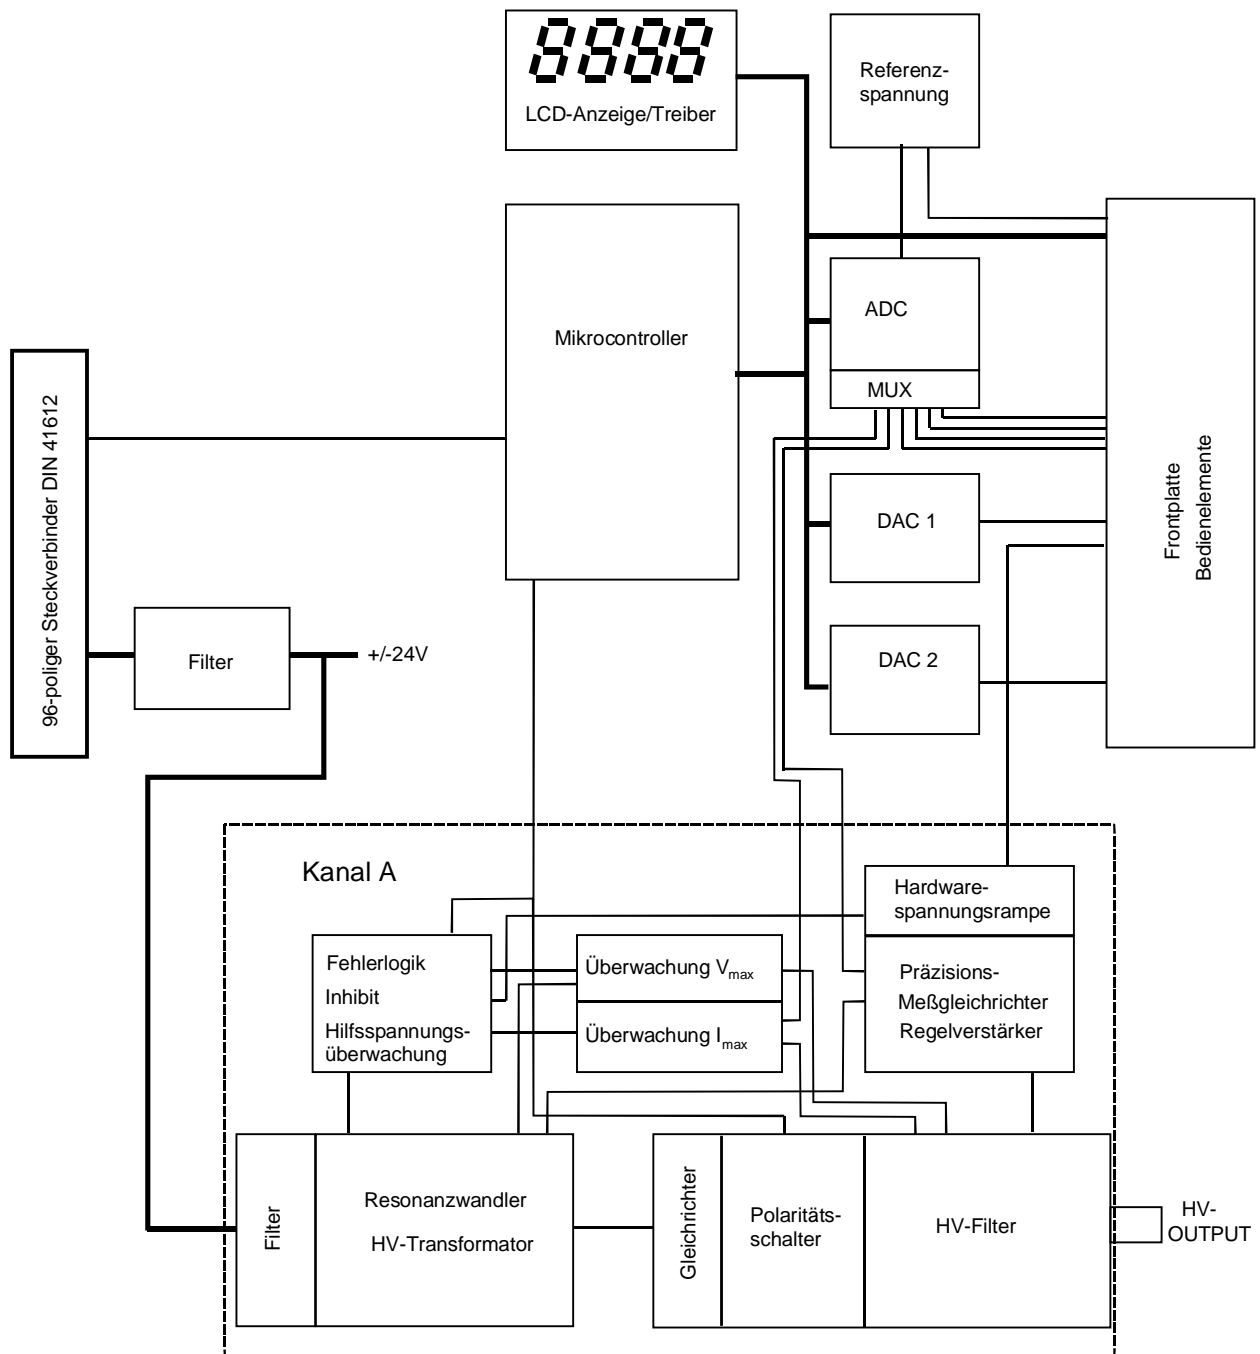 8888
LCD-Anzeige/Treiber
Referenz-
spannung
Mikrocontroller
ADC
MUX
96-poliger Steckverbinder DIN 41612
DAC 1
Frontplatte
Bedienelemente
Filter
+/-24V
DAC 2
Kanal A
Hardware-
spannungsrampe
Fehlerlogik
Inhibit
Hilfsspannungs-
überwachung
Überwachung Vmax
Überwachung Imax
Präzisions-
Meßgleichrichter
Regelverstärker
Filter
Resonanzwandler
HV-Transformator
Gleichrichter
Polaritäts-
schalter
HV-Filter
HV-
OUTPUT